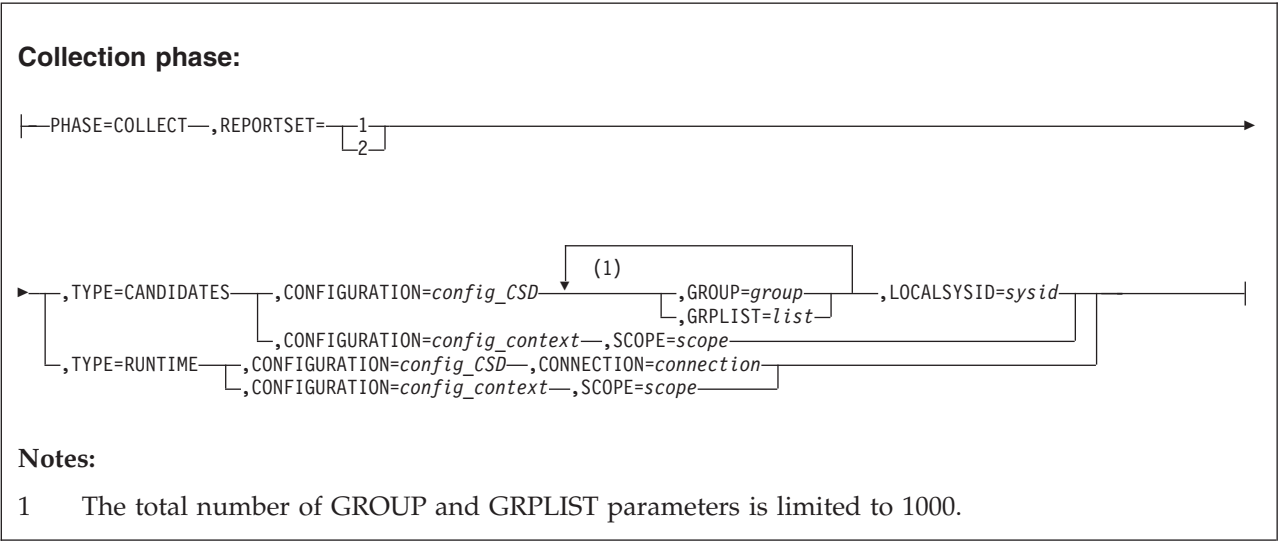 Collection phase:
PHASE=COLLECT ,REPORTSET= 1
2
(1)
,TYPE=CANDIDATES ,CONFIGURATION=config_CSD ,GROUP=group ,LOCALSYSID=sysid
,GRPLIST=list
,CONFIGURATION=config_context ,SCOPE=scope
,TYPE=RUNTIME ,CONFIGURATION=config_CSD ,CONNECTION=connection
,CONFIGURATION=config_context ,SCOPE=scope
Notes:
1 The total number of GROUP and GRPLIST parameters is limited to 1000.